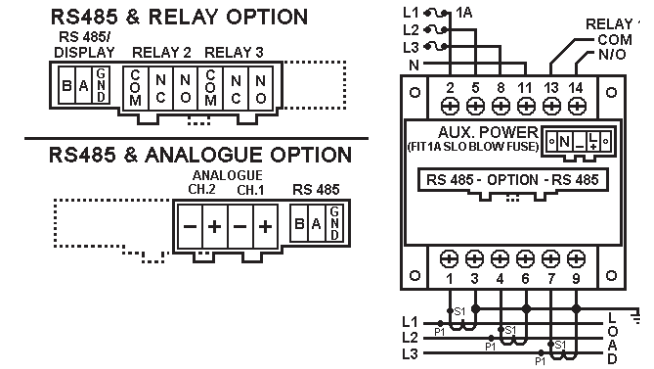 RS485 & RELAY OPTION
RS 485/
DISPLAY RELAY 2 RELAY 3
B A GND COM NC NO COM NC NO
RS485 & ANALOGUE OPTION
ANALOGUE
CH.2 CH.1 RS 485
− + − + B A GND
L1 1A
L2
L3
N
RELAY 1
COM
N/O
2 5 8 11 13 14
AUX. POWER
(FIT 1A SLO BLOW FUSE)
N − L+
RS 485 - OPTION - RS 485
1 3 4 6 7 9
L1 P1 S1
L2 P1 S1
L3 P1 S1
LOAD